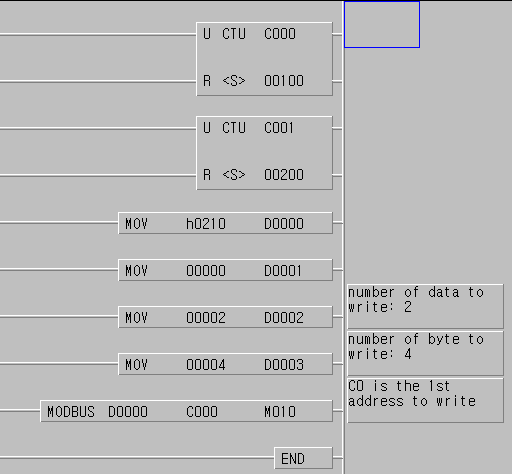 U CTU C000
R <S> 00100
U CTU C001
R <S> 00200
MOV h0210 D0000
MOV 00000 D0001
number of data to
write: 2
MOV 00002 D0002
number of byte to
write: 4
MOV 00004 D0003
C0 is the 1st
address to write
MODBUS D0000 C000 M010
END